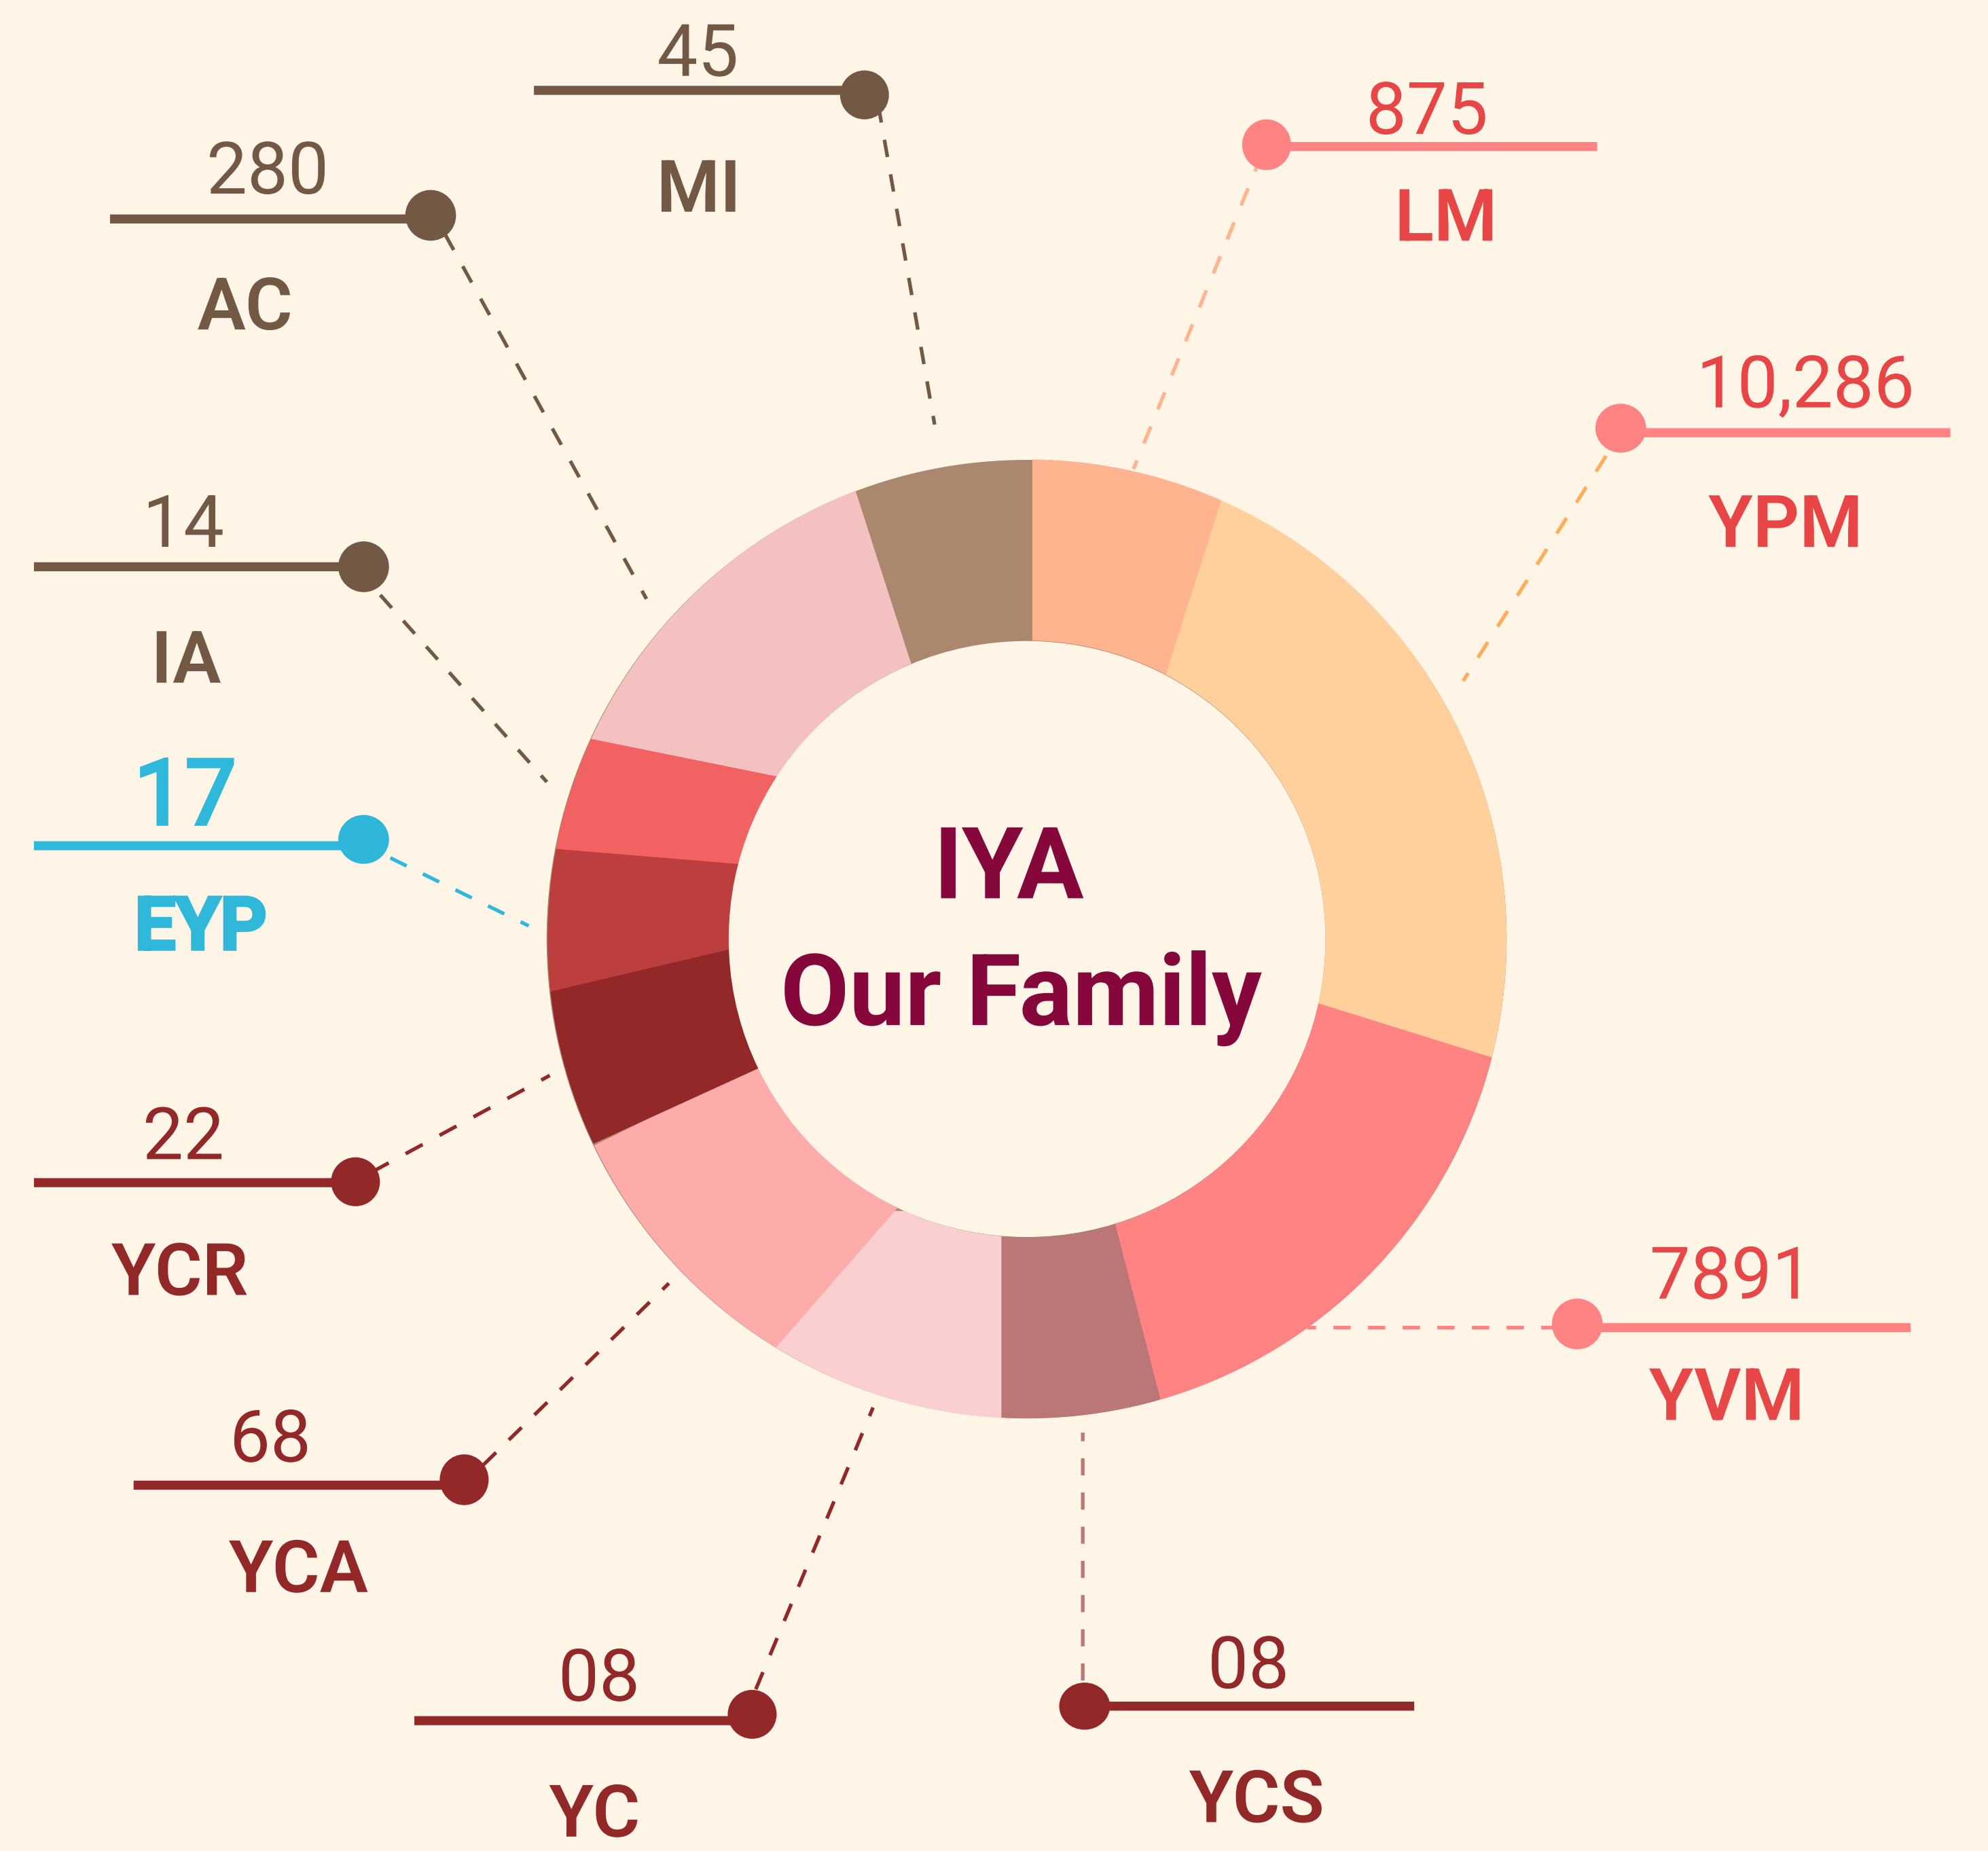 45
MI
875
LM
280
AC
10,286
YPM
14
IA
17
EYP
IYA
Our Family
22
YCR
7891
YVM
68
YCA
08
YC
08
YCS